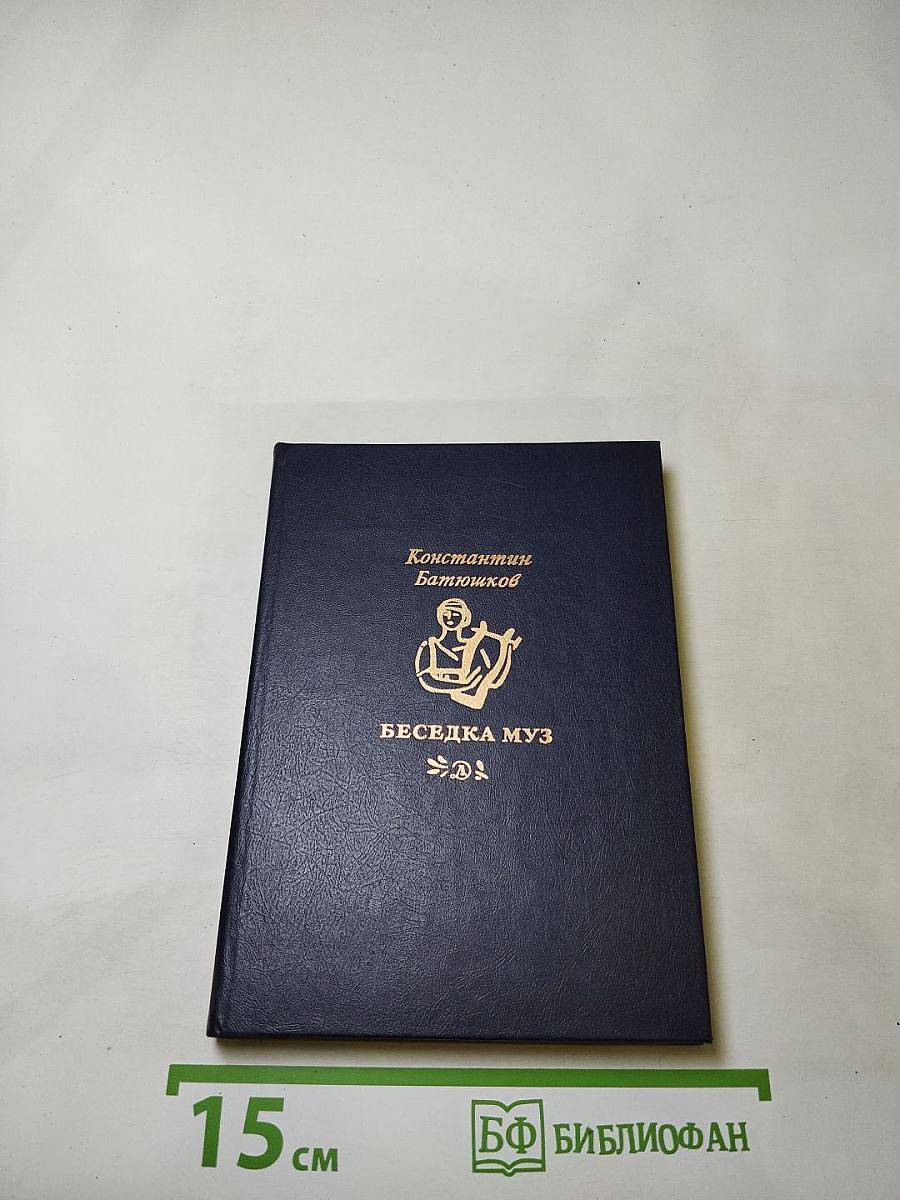 Константин
Батюшков
БЕСЕДКА МУЗ
15 см
БФ БИБЛИОФАН